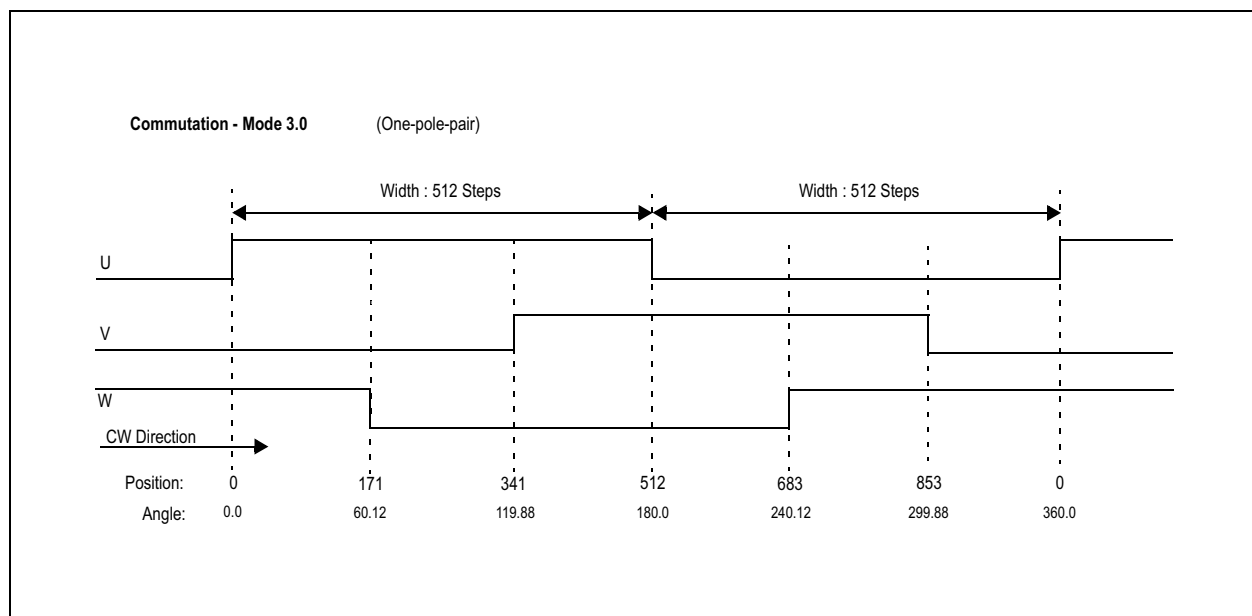 Commutation - Mode 3.0 (One-pole-pair)
Width : 512 Steps Width : 512 Steps
U
V
W
CW Direction
Position: 0 171 341 512 683 853 0
Angle: 0.0 60.12 119.88 180.0 240.12 299.88 360.0